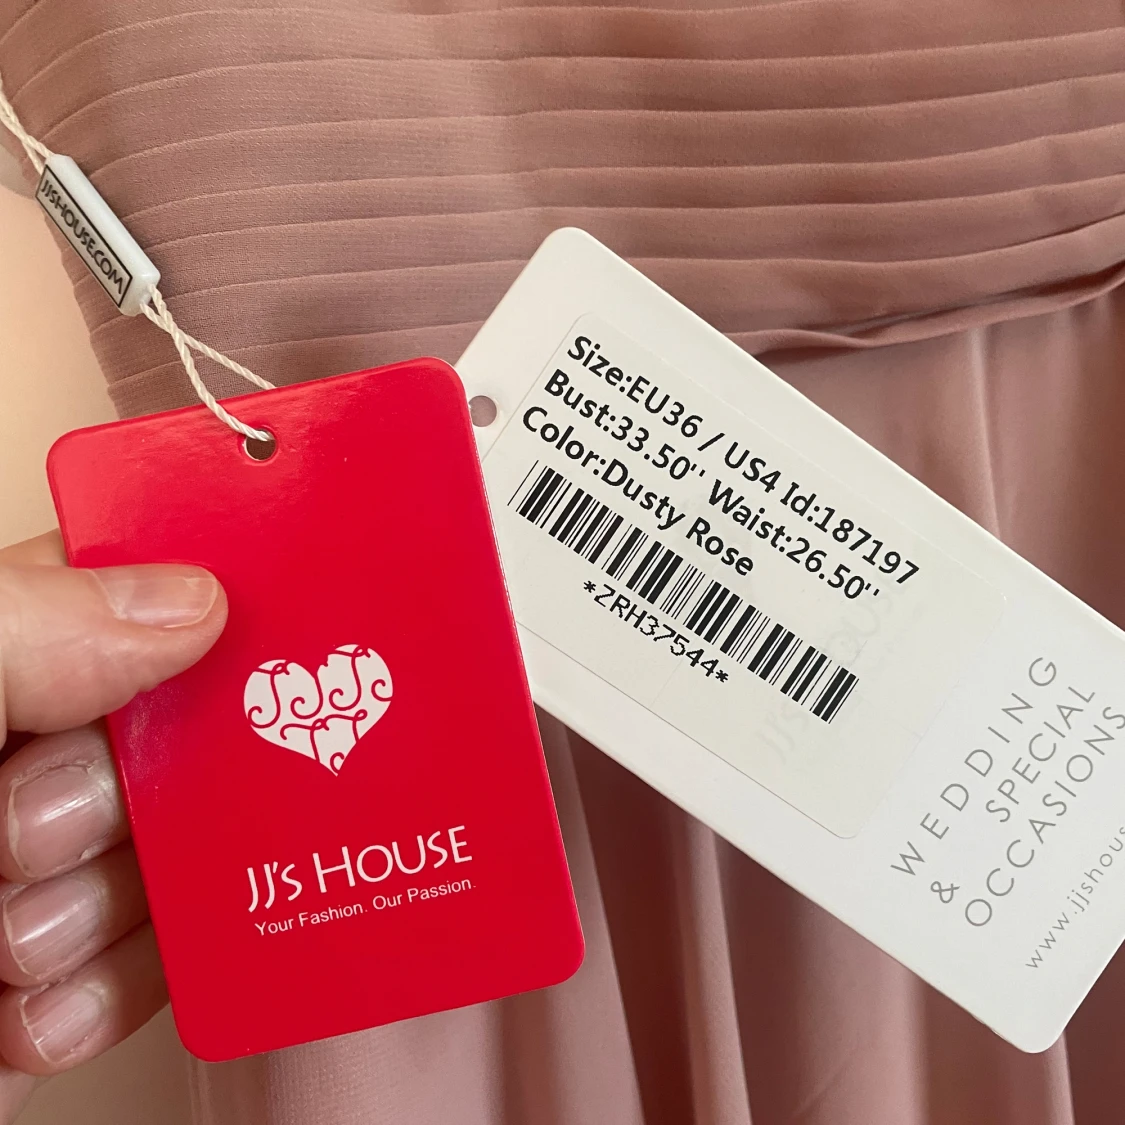 JJSHOUSE.COM
JJ's HOUSE
Your Fashion. Our Passion.
Size:EU36 / US4 Id:187197
Bust:33.50'' Waist:26.50''
Color:Dusty Rose
*ZRH37544*
WEDDING
& SPECIAL
OCCASIONS
www.jjshous